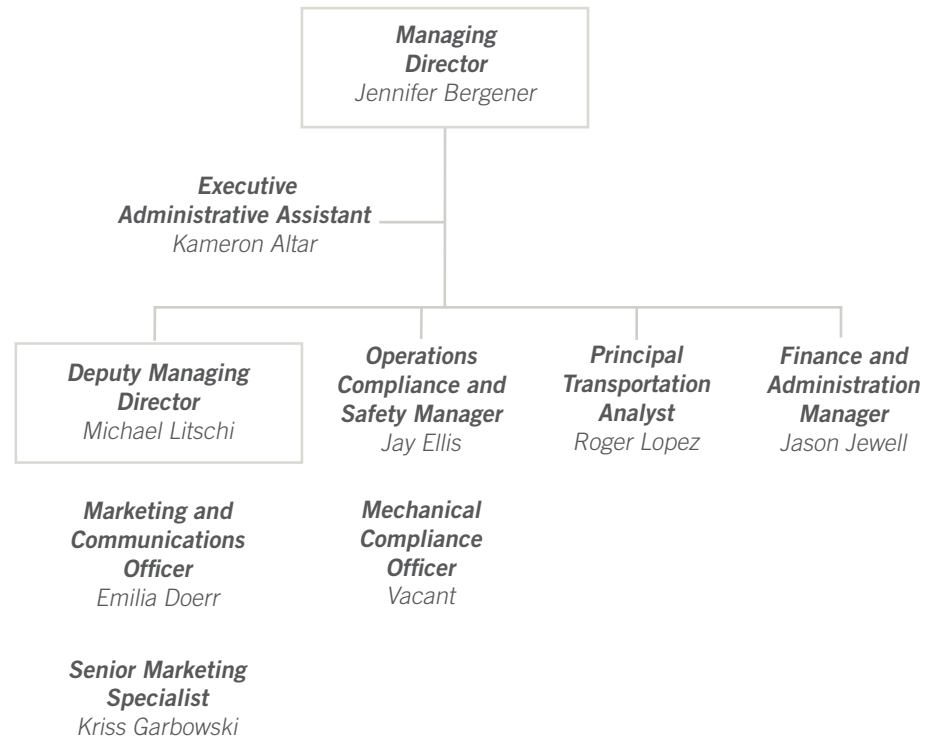 Managing
Director
Jennifer Bergener
Executive
Administrative Assistant
Kameron Altar
Deputy Managing
Director
Michael Litschi
Operations
Compliance and
Safety Manager
Jay Ellis
Principal
Transportation
Analyst
Roger Lopez
Finance and
Administration
Manager
Jason Jewell
Marketing and
Communications
Officer
Emilia Doerr
Mechanical
Compliance
Officer
Vacant
Senior Marketing
Specialist
Kriss Garbowski